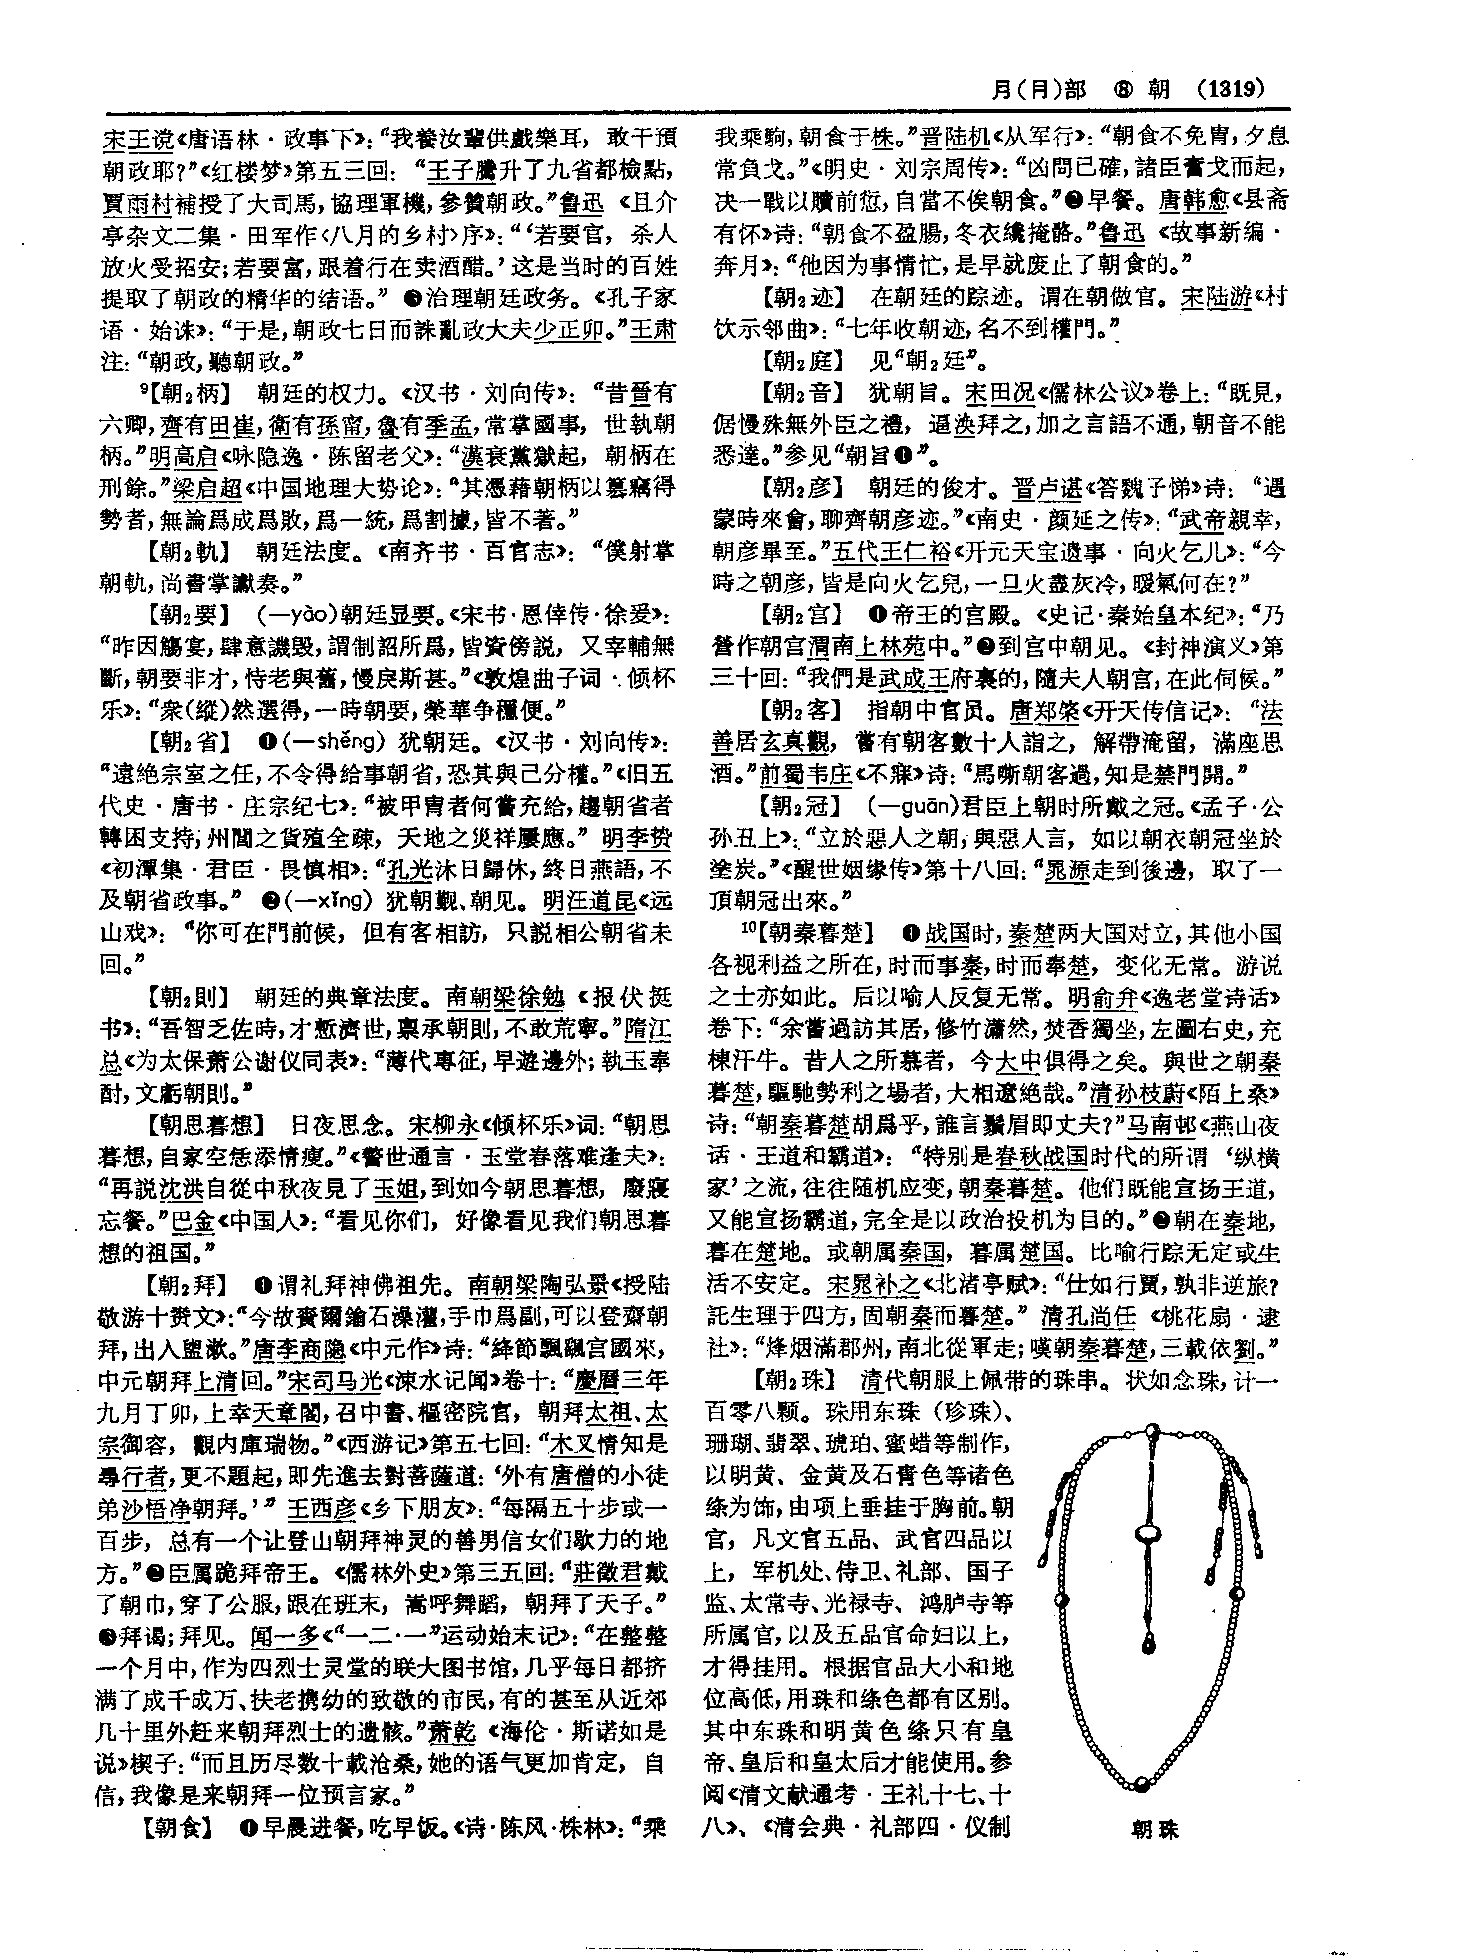 月(⺝)部 ⑧ 朝 (1319)
宋王谠《唐语林·政事下》：“我養汝輩供戲樂耳，敢干預
朝政耶？”《红楼梦》第五三回：“王子騰升了九省都檢點，
賈雨村補授了大司馬，協理軍機，參贊朝政。”鲁迅《且介
亭杂文二集·田军作〈八月的乡村〉序》：“‘若要官，杀人
放火受招安；若要富，跟着行在卖酒醋。’这是当时的百姓
提取了朝政的精华的结语。”❸治理朝廷政务。《孔子家
语·始诛》：“于是，朝政七日而誅亂政大夫少正卯。”王肃
注：“朝政，聽朝政。”
⁹【朝₂柄】 朝廷的权力。《汉书·刘向传》：“昔晉有
六卿，齊有田崔，衛有孫甯，魯有季孟，常掌國事，世執朝
柄。”明高启《咏隐逸·陈留老父》：“漢衰黨獄起，朝柄在
刑餘。”梁启超《中国地理大势论》：“其憑藉朝柄以篡竊得
勢者，無論爲成爲敗，爲一統，爲割據，皆不著。”
【朝₂軌】 朝廷法度。《南齐书·百官志》：“僕射掌
朝軌，尚書掌讞奏。”
【朝₂要】 (—yào)朝廷显要。《宋书·恩倖传·徐爰》：
“昨因觴宴，肆意譏毀，謂制詔所爲，皆資傍説，又宰輔無
斷，朝要非才，恃老與舊，慢戾斯甚。”《敦煌曲子词·倾杯
乐》：“衆(縱)然選得，一時朝要，榮華争穩便。”
【朝₂省】 ❶(—shěng) 犹朝廷。《汉书·刘向传》：
“遠绝宗室之任，不令得给事朝省，恐其與己分權。”《旧五
代史·唐书·庄宗纪七》：“被甲冑者何嘗充給，趨朝省者
轉困支持；州閭之貨殖全疎，天地之災祥屢應。”明李贽
《初潭集·君臣·畏慎相》：“孔光沐日歸休，終日燕語，不
及朝省政事。”❷(—xǐng) 犹朝觐、朝见。明汪道昆《远
山戏》：“你可在門前候，但有客相訪，只説相公朝省未
回。”
【朝₂則】 朝廷的典章法度。南朝梁徐勉《报伏挺
书》：“吾智乏佐時，才慙濟世，禀承朝則，不敢荒寧。”隋江
总《为太保萧公谢仪同表》：“薄代專征，早遊邊外；執玉奉
酎，文虧朝則。”
【朝思暮想】 日夜思念。宋柳永《倾杯乐》词：“朝思
暮想，自家空恁添情瘦。”《警世通言·玉堂春落难逢夫》：
“再説沈洪自從中秋夜見了玉姐，到如今朝思暮想，廢寢
忘餐。”巴金《中国人》：“看见你们，好像看见我们朝思暮
想的祖国。”
【朝₂拜】 ❶谓礼拜神佛祖先。南朝梁陶弘景《授陆
敬游十赉文》：“今故賚爾鍮石澡灌，手巾爲副，可以登齋朝
拜，出入盥漱。”唐李商隐《中元作》诗：“絳節飄颻宫國來，
中元朝拜上清回。”宋司马光《涑水记闻》卷十：“慶曆三年
九月丁卯，上幸天章閣，召中書、樞密院官，朝拜太祖、太
宗御容，觀内庫瑞物。”《西游记》第五七回：“木叉情知是
尋行者，更不題起，即先進去對菩薩道：‘外有唐僧的小徒
弟沙悟净朝拜。’”王西彦《乡下朋友》：“每隔五十步或一
百步，总有一个让登山朝拜神灵的善男信女们歇力的地
方。”❷臣属跪拜帝王。《儒林外史》第三五回：“莊徵君戴
了朝巾，穿了公服，跟在班末，嵩呼舞蹈，朝拜了天子。”
❸拜谒；拜见。闻一多《“一二·一”运动始末记》：“在整整
一个月中，作为四烈士灵堂的联大图书馆，几乎每日都挤
满了成千成万、扶老携幼的致敬的市民，有的甚至从近郊
几十里外赶来朝拜烈士的遗骸。”萧乾《海伦·斯诺如是
说》楔子：“而且历尽数十载沧桑，她的语气更加肯定，自
信，我像是来朝拜一位预言家。”
【朝食】 ❶早晨进餐，吃早饭。《诗·陈风·株林》：“乘
我乘駒，朝食于株。”晋陆机《从军行》：“朝食不免冑，夕息
常負戈。”《明史·刘宗周传》：“凶問已確，諸臣奮戈而起，
决一戰以贖前愆，自當不俟朝食。”❷早餐。唐韩愈《县斋
有怀》诗：“朝食不盈腸，冬衣纔掩骼。”鲁迅《故事新编·
奔月》：“他因为事情忙，是早就废止了朝食的。”
【朝₂迹】 在朝廷的踪迹。谓在朝做官。宋陆游《村
饮示邻曲》：“七年收朝迹，名不到權門。”
【朝₂庭】 见“朝₂廷”。
【朝₂音】 犹朝旨。宋田况《儒林公议》卷上：“既見，
倨慢殊無外臣之禮，逼泱拜之，加之言語不通，朝音不能
悉達。”参见“朝旨❶”。
【朝₂彦】 朝廷的俊才。晋卢谌《答魏子悌》诗：“遇
蒙時來會，聊齊朝彦迹。”《南史·颜延之传》：“武帝親幸，
朝彦畢至。”五代王仁裕《开元天宝遗事·向火乞儿》：“今
時之朝彦，皆是向火乞兒，一旦火盡灰冷，暖氣何在？”
【朝₂宫】 ❶帝王的宫殿。《史记·秦始皇本纪》：“乃
營作朝宫渭南上林苑中。”❷到宫中朝见。《封神演义》第
三十回：“我們是武成王府裏的，隨夫人朝宫，在此伺候。”
【朝₂客】 指朝中官员。唐郑棨《开天传信记》：“法
善居玄真觀，嘗有朝客數十人詣之，解帶淹留，滿座思
酒。”前蜀韦庄《不寐》诗：“馬嘶朝客過，知是禁門開。”
【朝₂冠】 (—guān)君臣上朝时所戴之冠。《孟子·公
孙丑上》：“立於惡人之朝，與惡人言，如以朝衣朝冠坐於
塗炭。”《醒世姻缘传》第十八回：“晁源走到後邊，取了一
頂朝冠出來。”
¹⁰【朝秦暮楚】 ❶战国时，秦楚两大国对立，其他小国
各视利益之所在，时而事秦，时而奉楚，变化无常。游说
之士亦如此。后以喻人反复无常。明俞弁《逸老堂诗话》
卷下：“余嘗過訪其居，修竹瀟然，焚香獨坐，左圖右史，充
棟汗牛。昔人之所慕者，今大中俱得之矣。與世之朝秦
暮楚，驅馳勢利之場者，大相遼絶哉。”清孙枝蔚《陌上桑》
诗：“朝秦暮楚胡爲乎，誰言鬚眉即丈夫？”马南邨《燕山夜
话·王道和霸道》：“特别是春秋战国时代的所谓‘纵横
家’之流，往往随机应变，朝秦暮楚。他们既能宣扬王道，
又能宣扬霸道，完全是以政治投机为目的。”❷朝在秦地，
暮在楚地。或朝属秦国，暮属楚国。比喻行踪无定或生
活不安定。宋晁补之《北渚亭赋》：“仕如行賈，孰非逆旅？
託生理于四方，固朝秦而暮楚。”清孔尚任《桃花扇·逮
社》：“烽烟滿郡州，南北從軍走；嘆朝秦暮楚，三載依劉。”
【朝₂珠】 清代朝服上佩带的珠串。状如念珠，计一
百零八颗。珠用东珠（珍珠）、
珊瑚、翡翠、琥珀、蜜蜡等制作，
以明黄、金黄及石青色等诸色
绦为饰，由项上垂挂于胸前。朝
官，凡文官五品、武官四品以
上，军机处、侍卫、礼部、国子
监、太常寺、光禄寺、鸿胪寺等
所属官，以及五品官命妇以上，
才得挂用。根据官品大小和地
位高低，用珠和绦色都有区别。
其中东珠和明黄色绦只有皇
帝、皇后和皇太后才能使用。参
阅《清文献通考·王礼十七、十
八》、《清会典·礼部四·仪制
朝珠